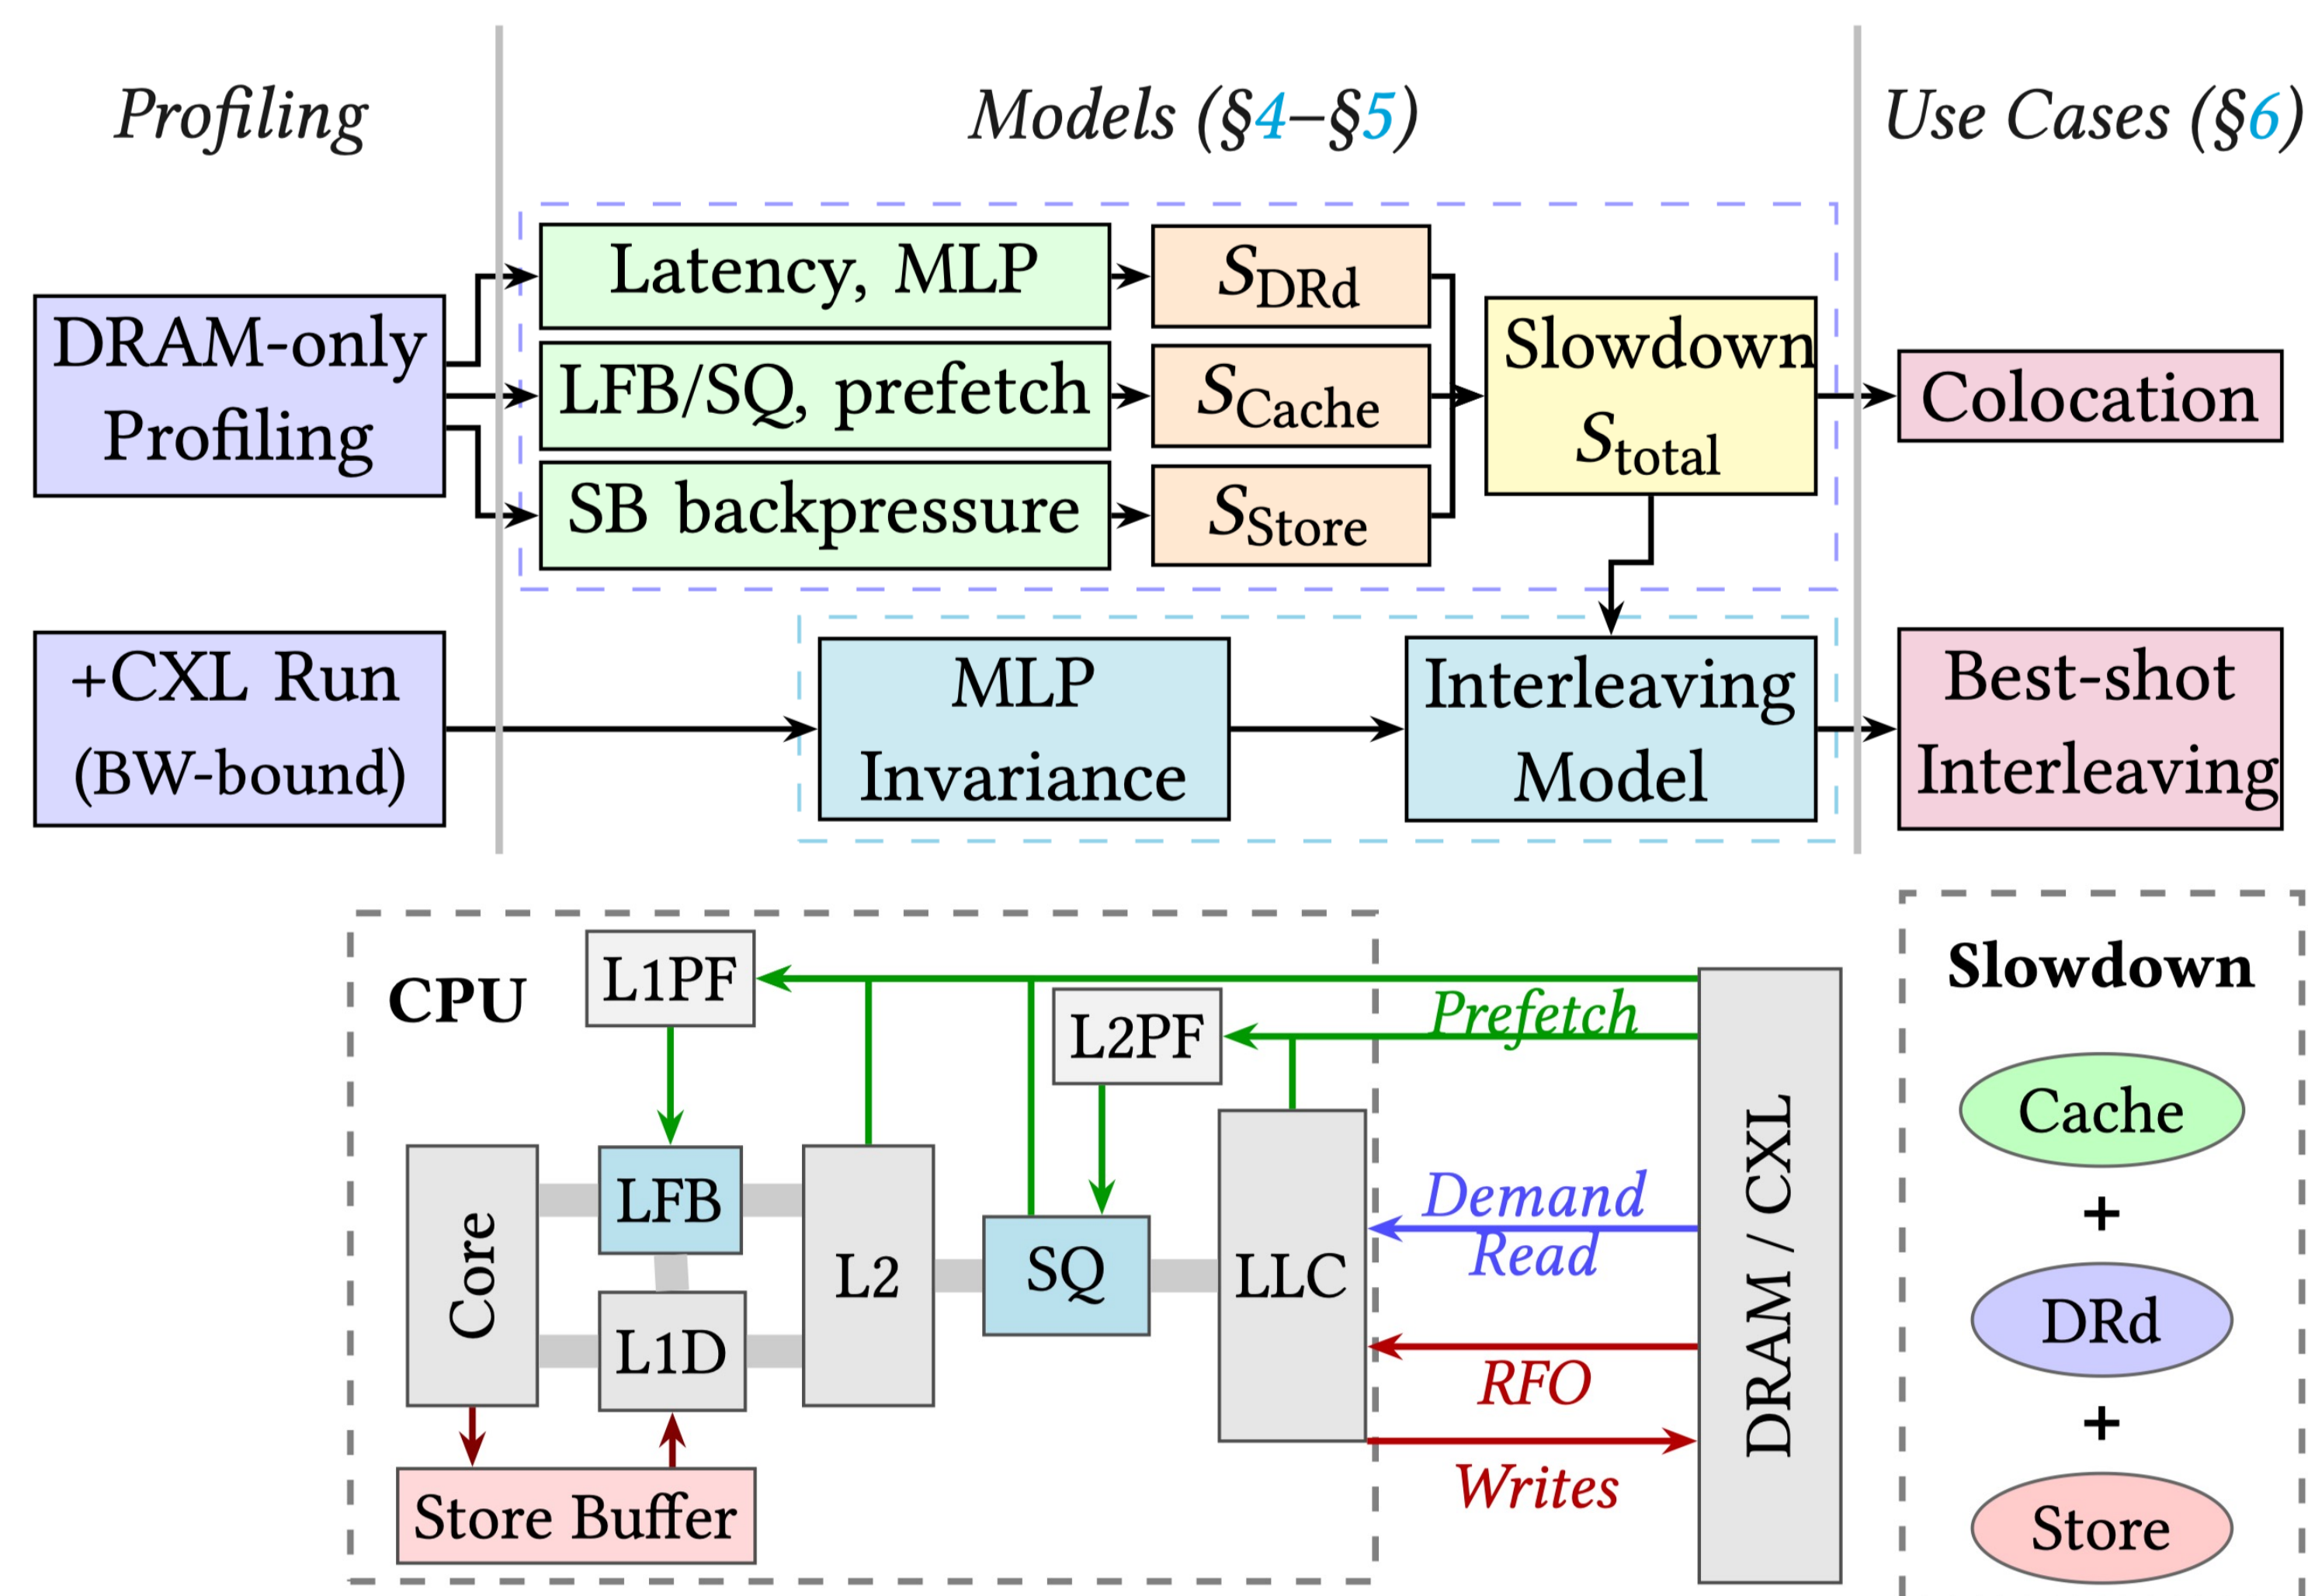 Profiling
Models (§4–§5)
Use Cases (§6)
DRAM-only
Profiling
Latency, MLP
S_DRd
LFB/SQ, prefetch
S_Cache
SB backpressure
S_Store
Slowdown
S_total
Colocation
+CXL Run
(BW-bound)
MLP
Invariance
Interleaving
Model
Best-shot
Interleaving
CPU
L1PF
L2PF
Prefetch
Core
LFB
L1D
L2
SQ
LLC
Demand
Read
RFO
Writes
Store Buffer
DRAM / CXL
Slowdown
Cache
+
DRd
+
Store